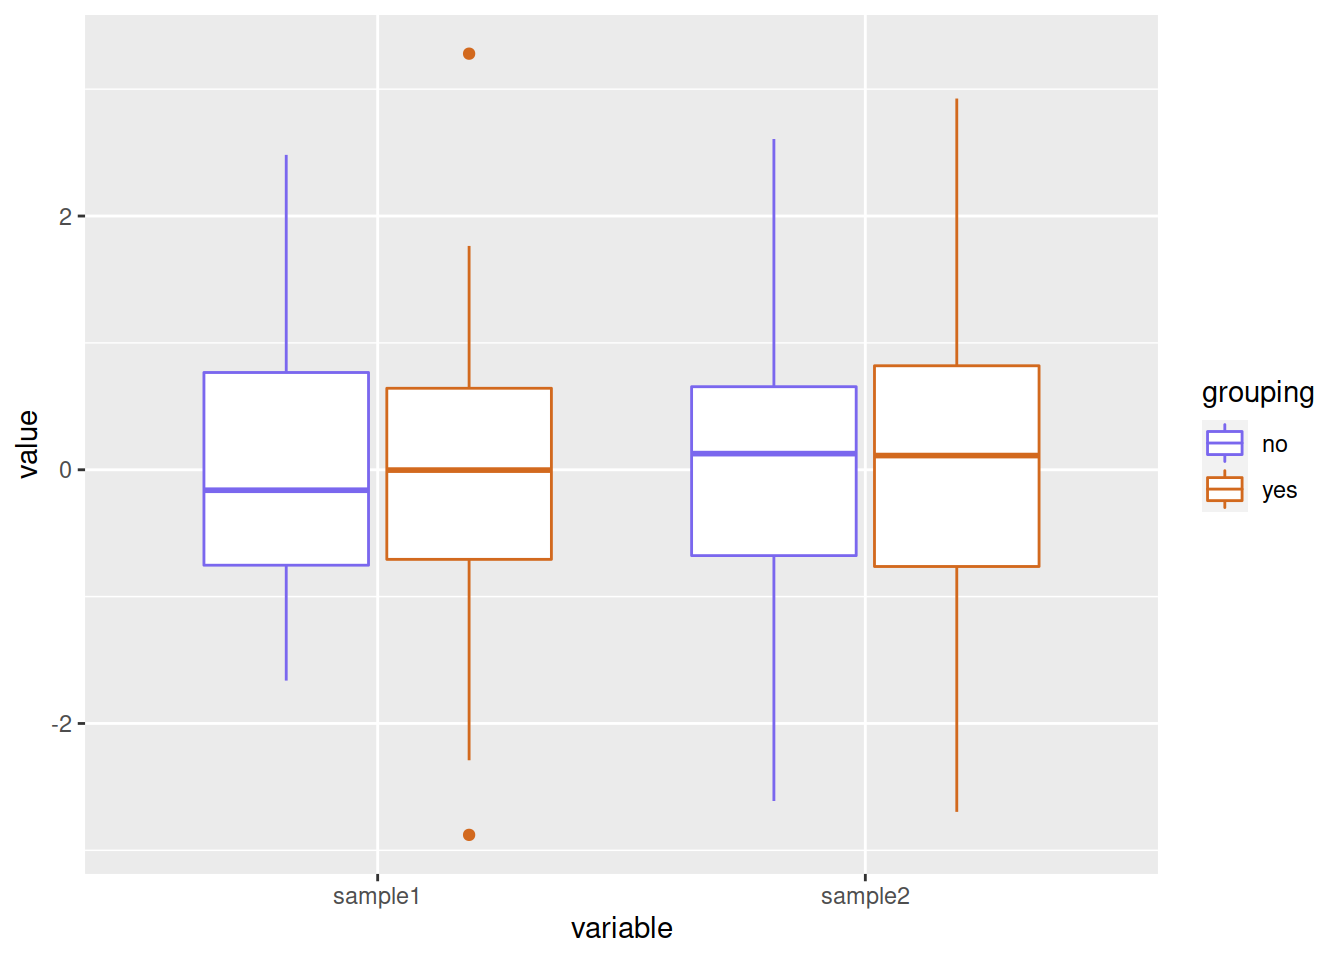 value
2
0
-2
sample1
sample2
variable
grouping
no
yes